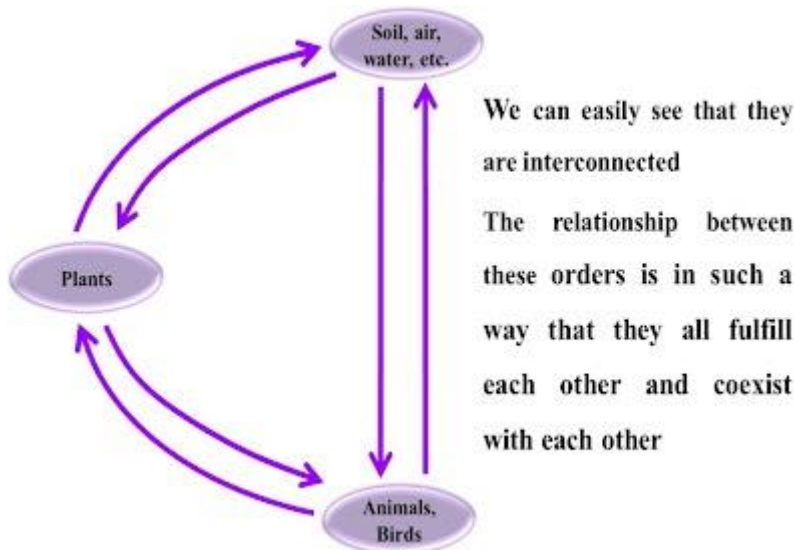 Soil, air,
water, etc.
We can easily see that they
are interconnected
The relationship between
these orders is in such a
way that they all fulfill
each other and coexist
with each other
Plants
Animals,
Birds